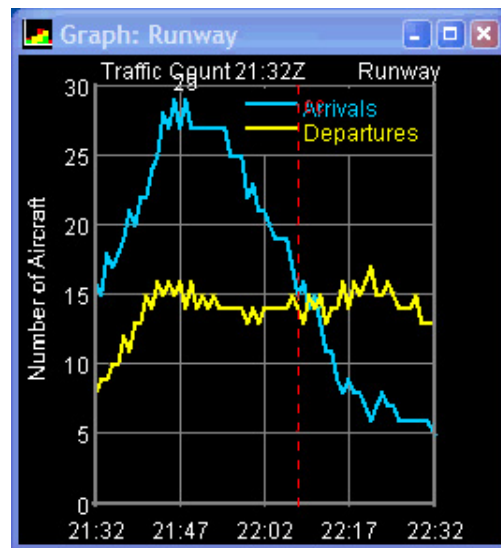 Graph: Runway
Traffic Count 21:32Z Runway
30
29
Arrivals
Departures
25
20
15
10
5
0
Number of Aircraft
21:32 21:47 22:02 22:17 22:32